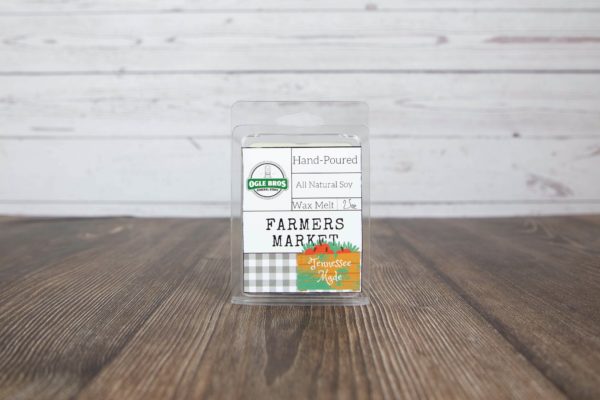 Hand-Poured
OGLE BROS
All Natural Soy
Wax Melt
FARMERS
MARKET
Tennessee
Made